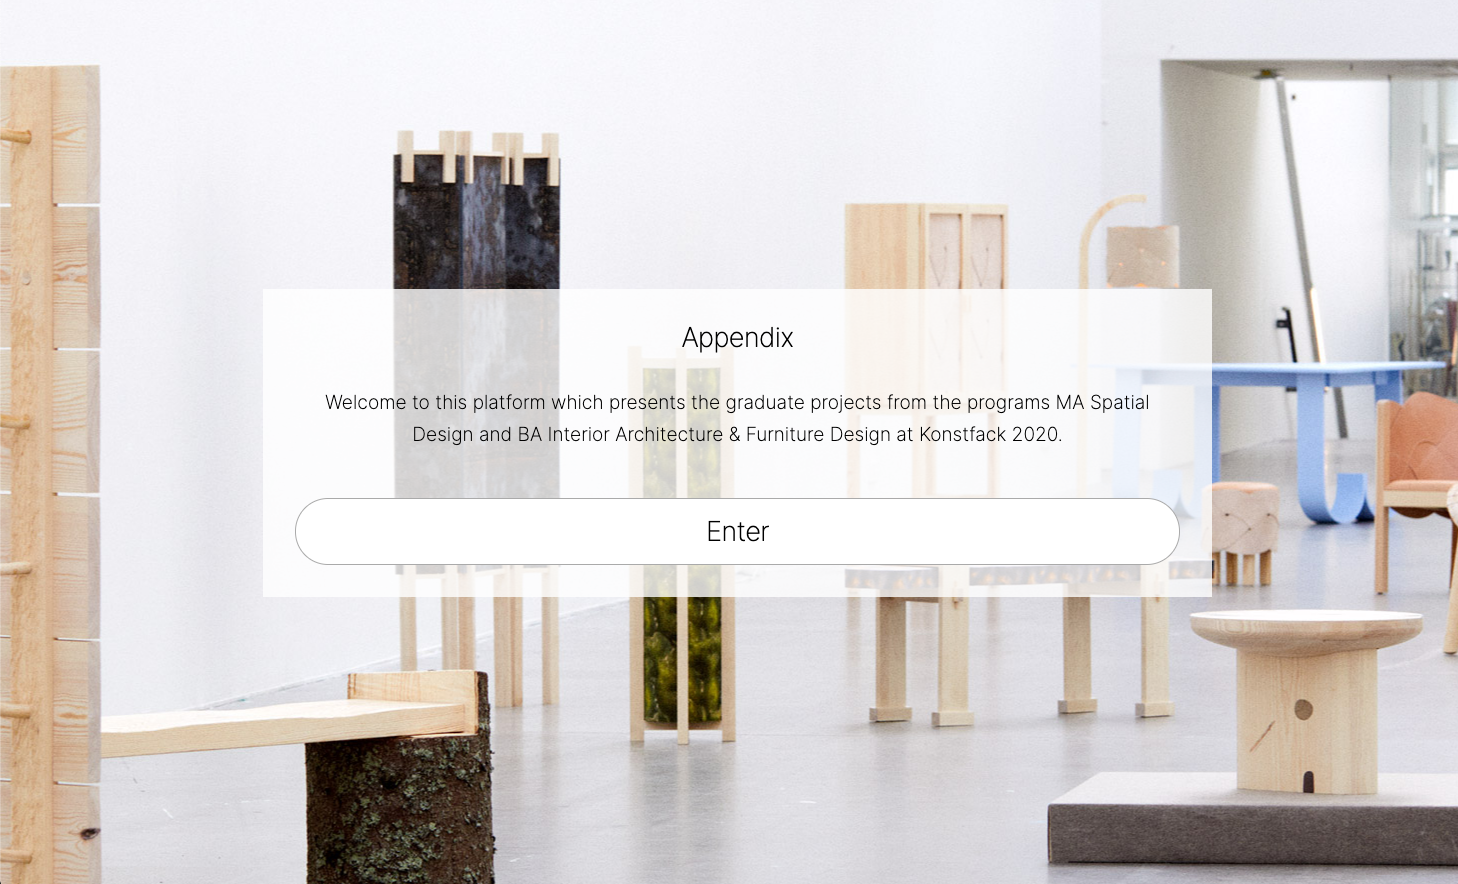 Appendix
Welcome to this platform which presents the graduate projects from the programs MA Spatial
Design and BA Interior Architecture & Furniture Design at Konstfack 2020.
Enter